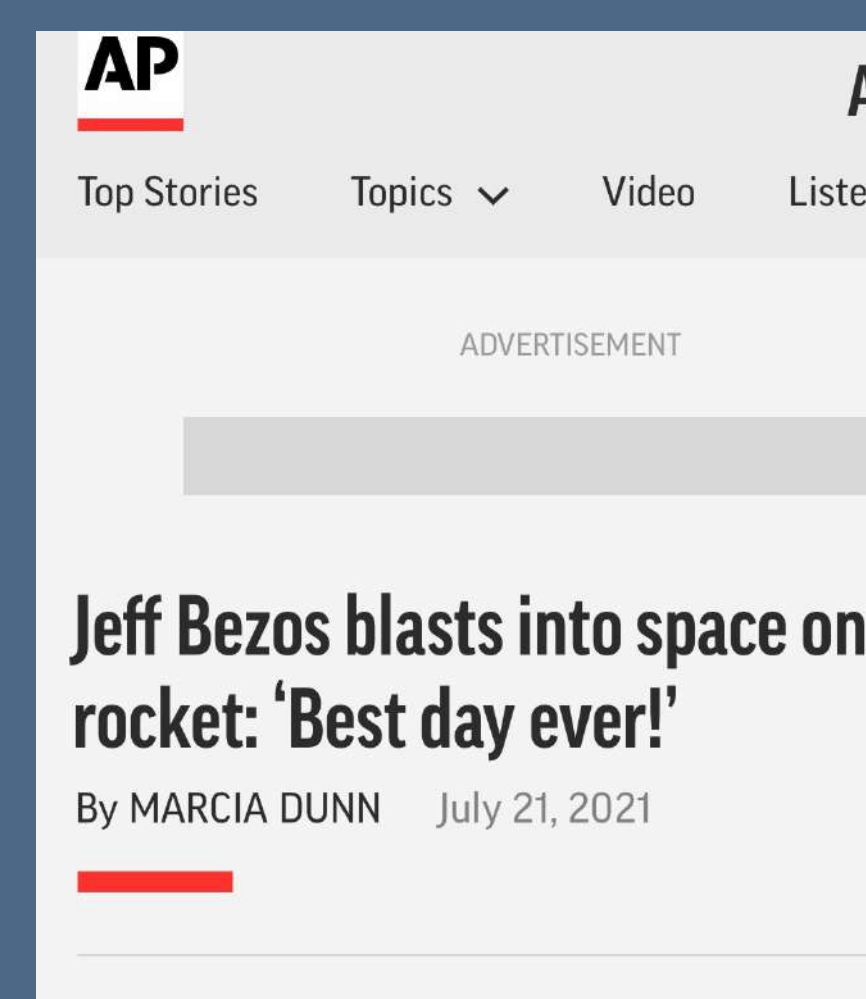 AP
Top Stories Topics Video
ADVERTISEMENT
Jeff Bezos blasts into space on
rocket: ‘Best day ever!’
By MARCIA DUNN July 21, 2021